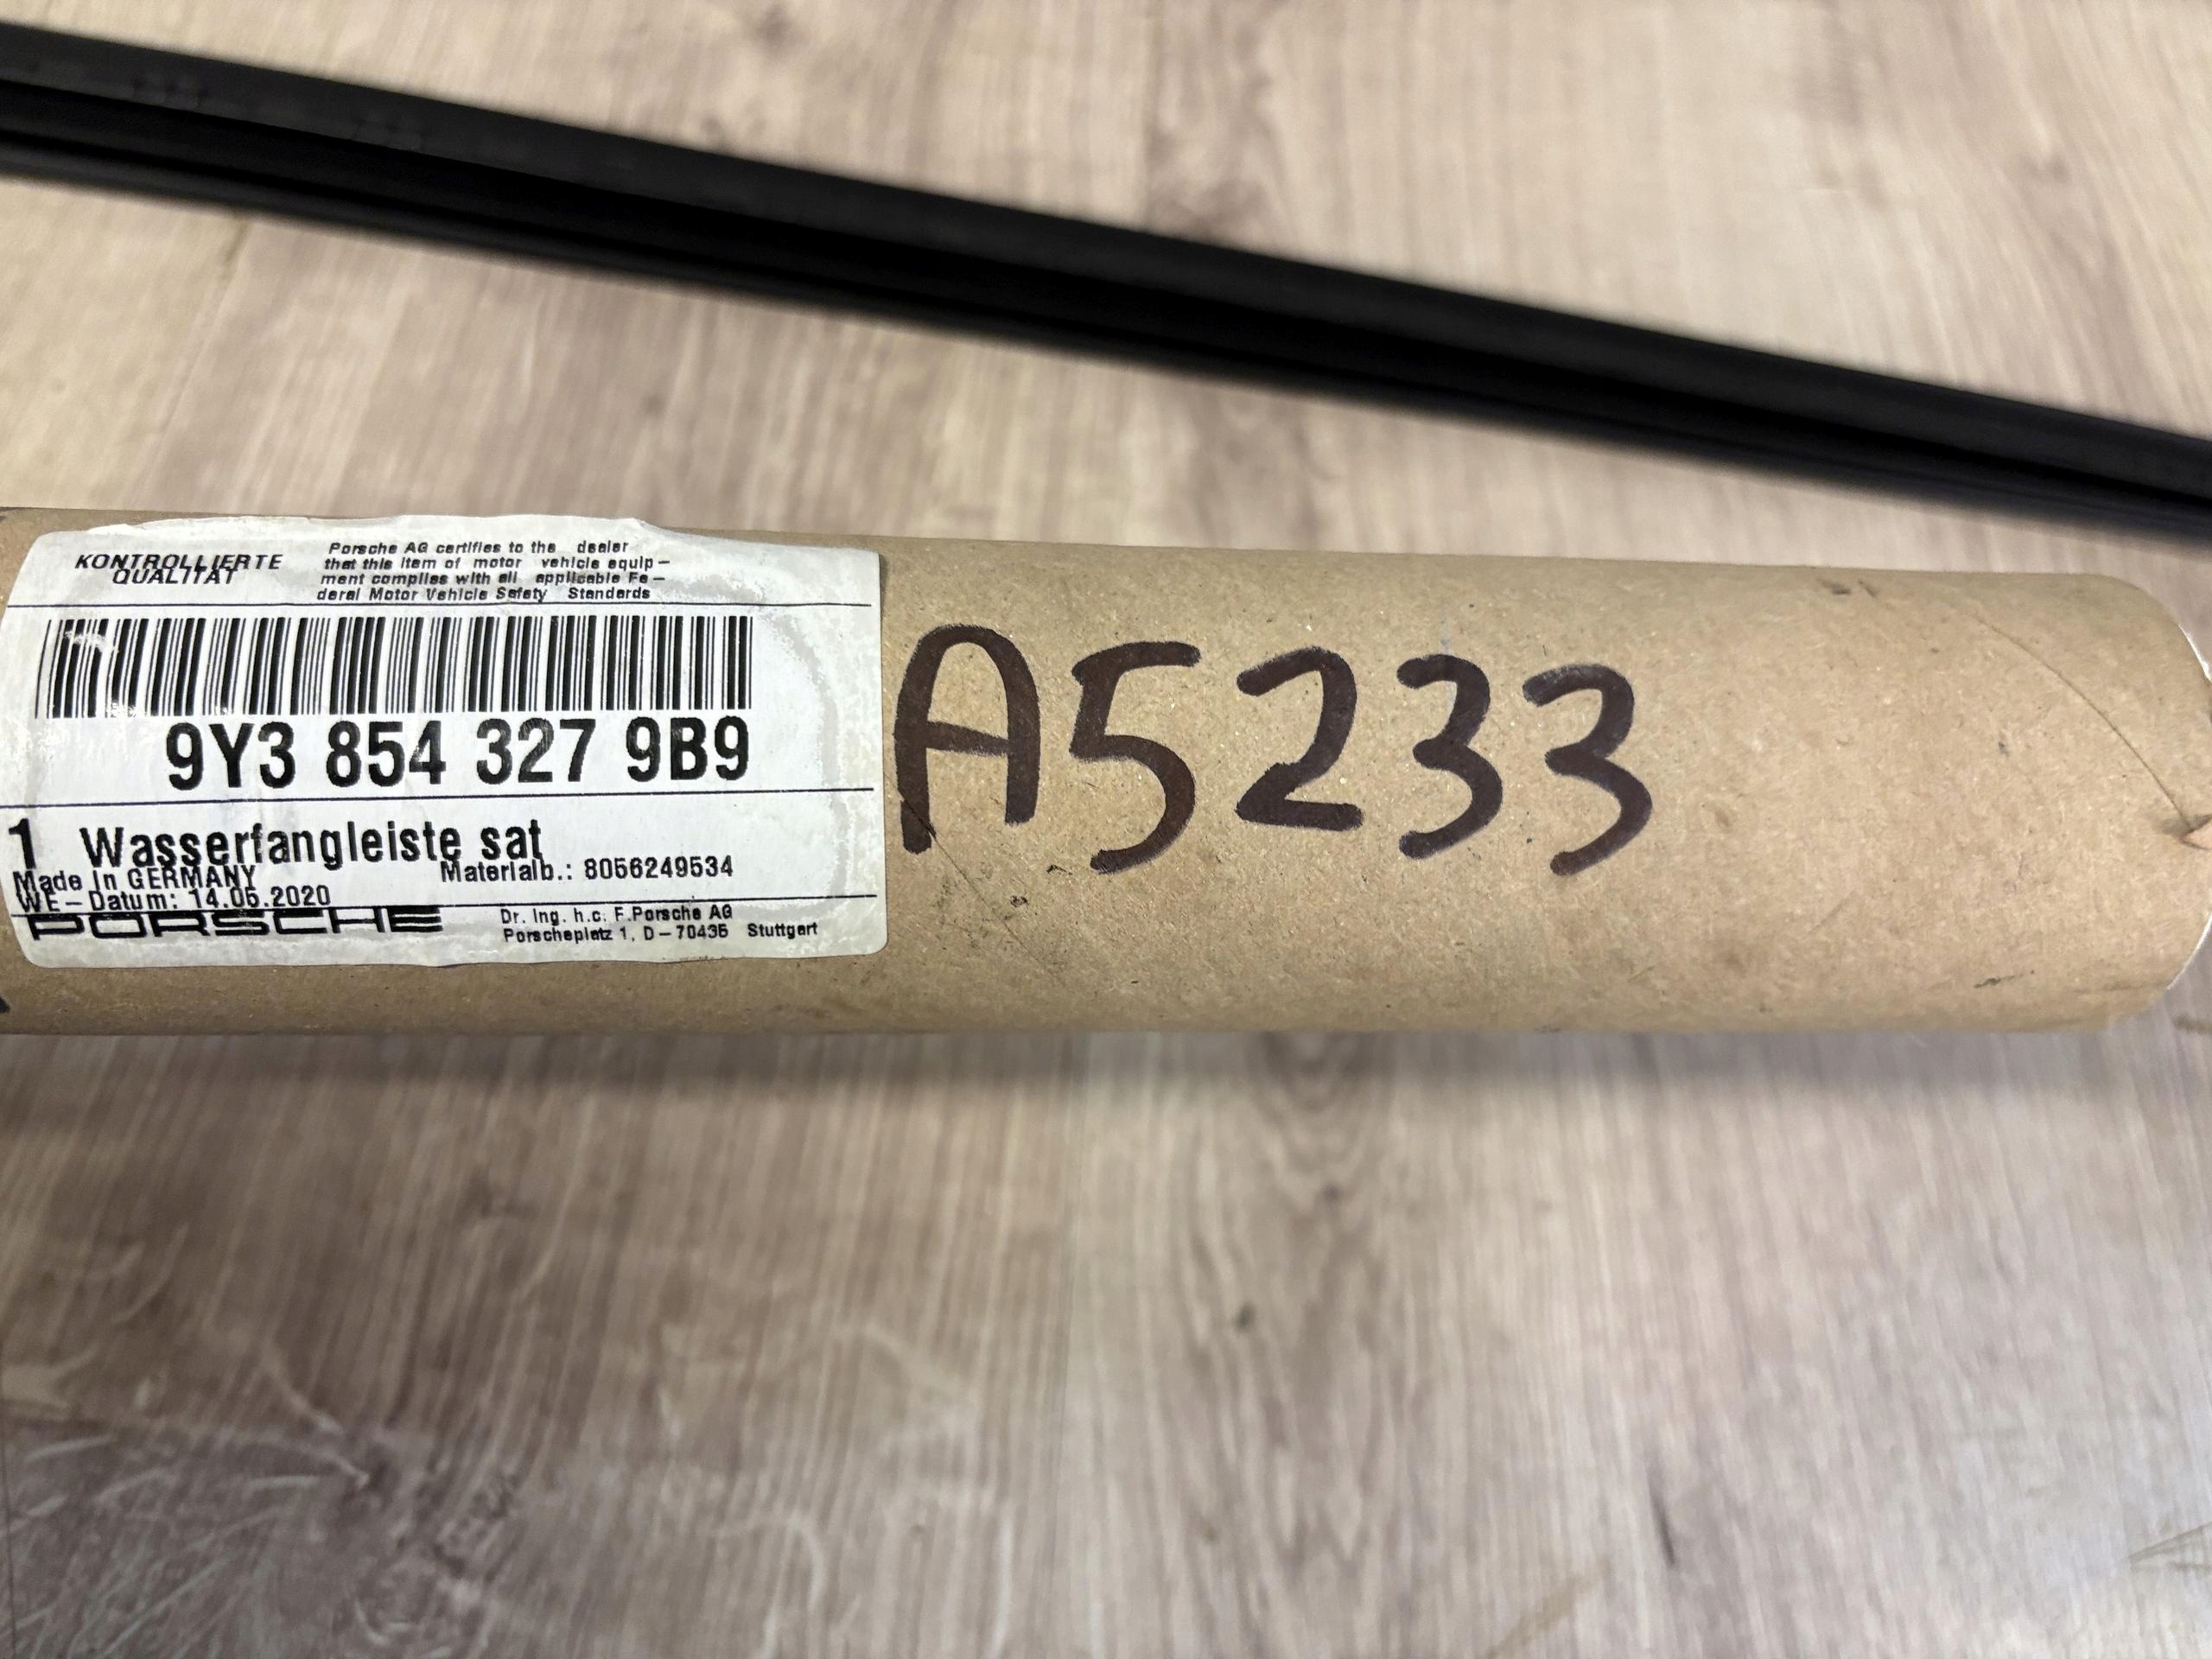 KONTROLLIERTE
QUALITÄT
Porsche AG certifies to the dealer
that this item of motor vehicle equip-
ment complies with all applicable Fe-
deral Motor Vehicle Safety Standards
9Y3 854 327 9B9
1 Wasserfangleiste sat
Made in GERMANY Materialb.: 8056249534
WE-Datum: 14.05.2020
PORSCHE
Dr. Ing. h.c. F.Porsche AG
Porscheplatz 1, D-70435 Stuttgart
A5233